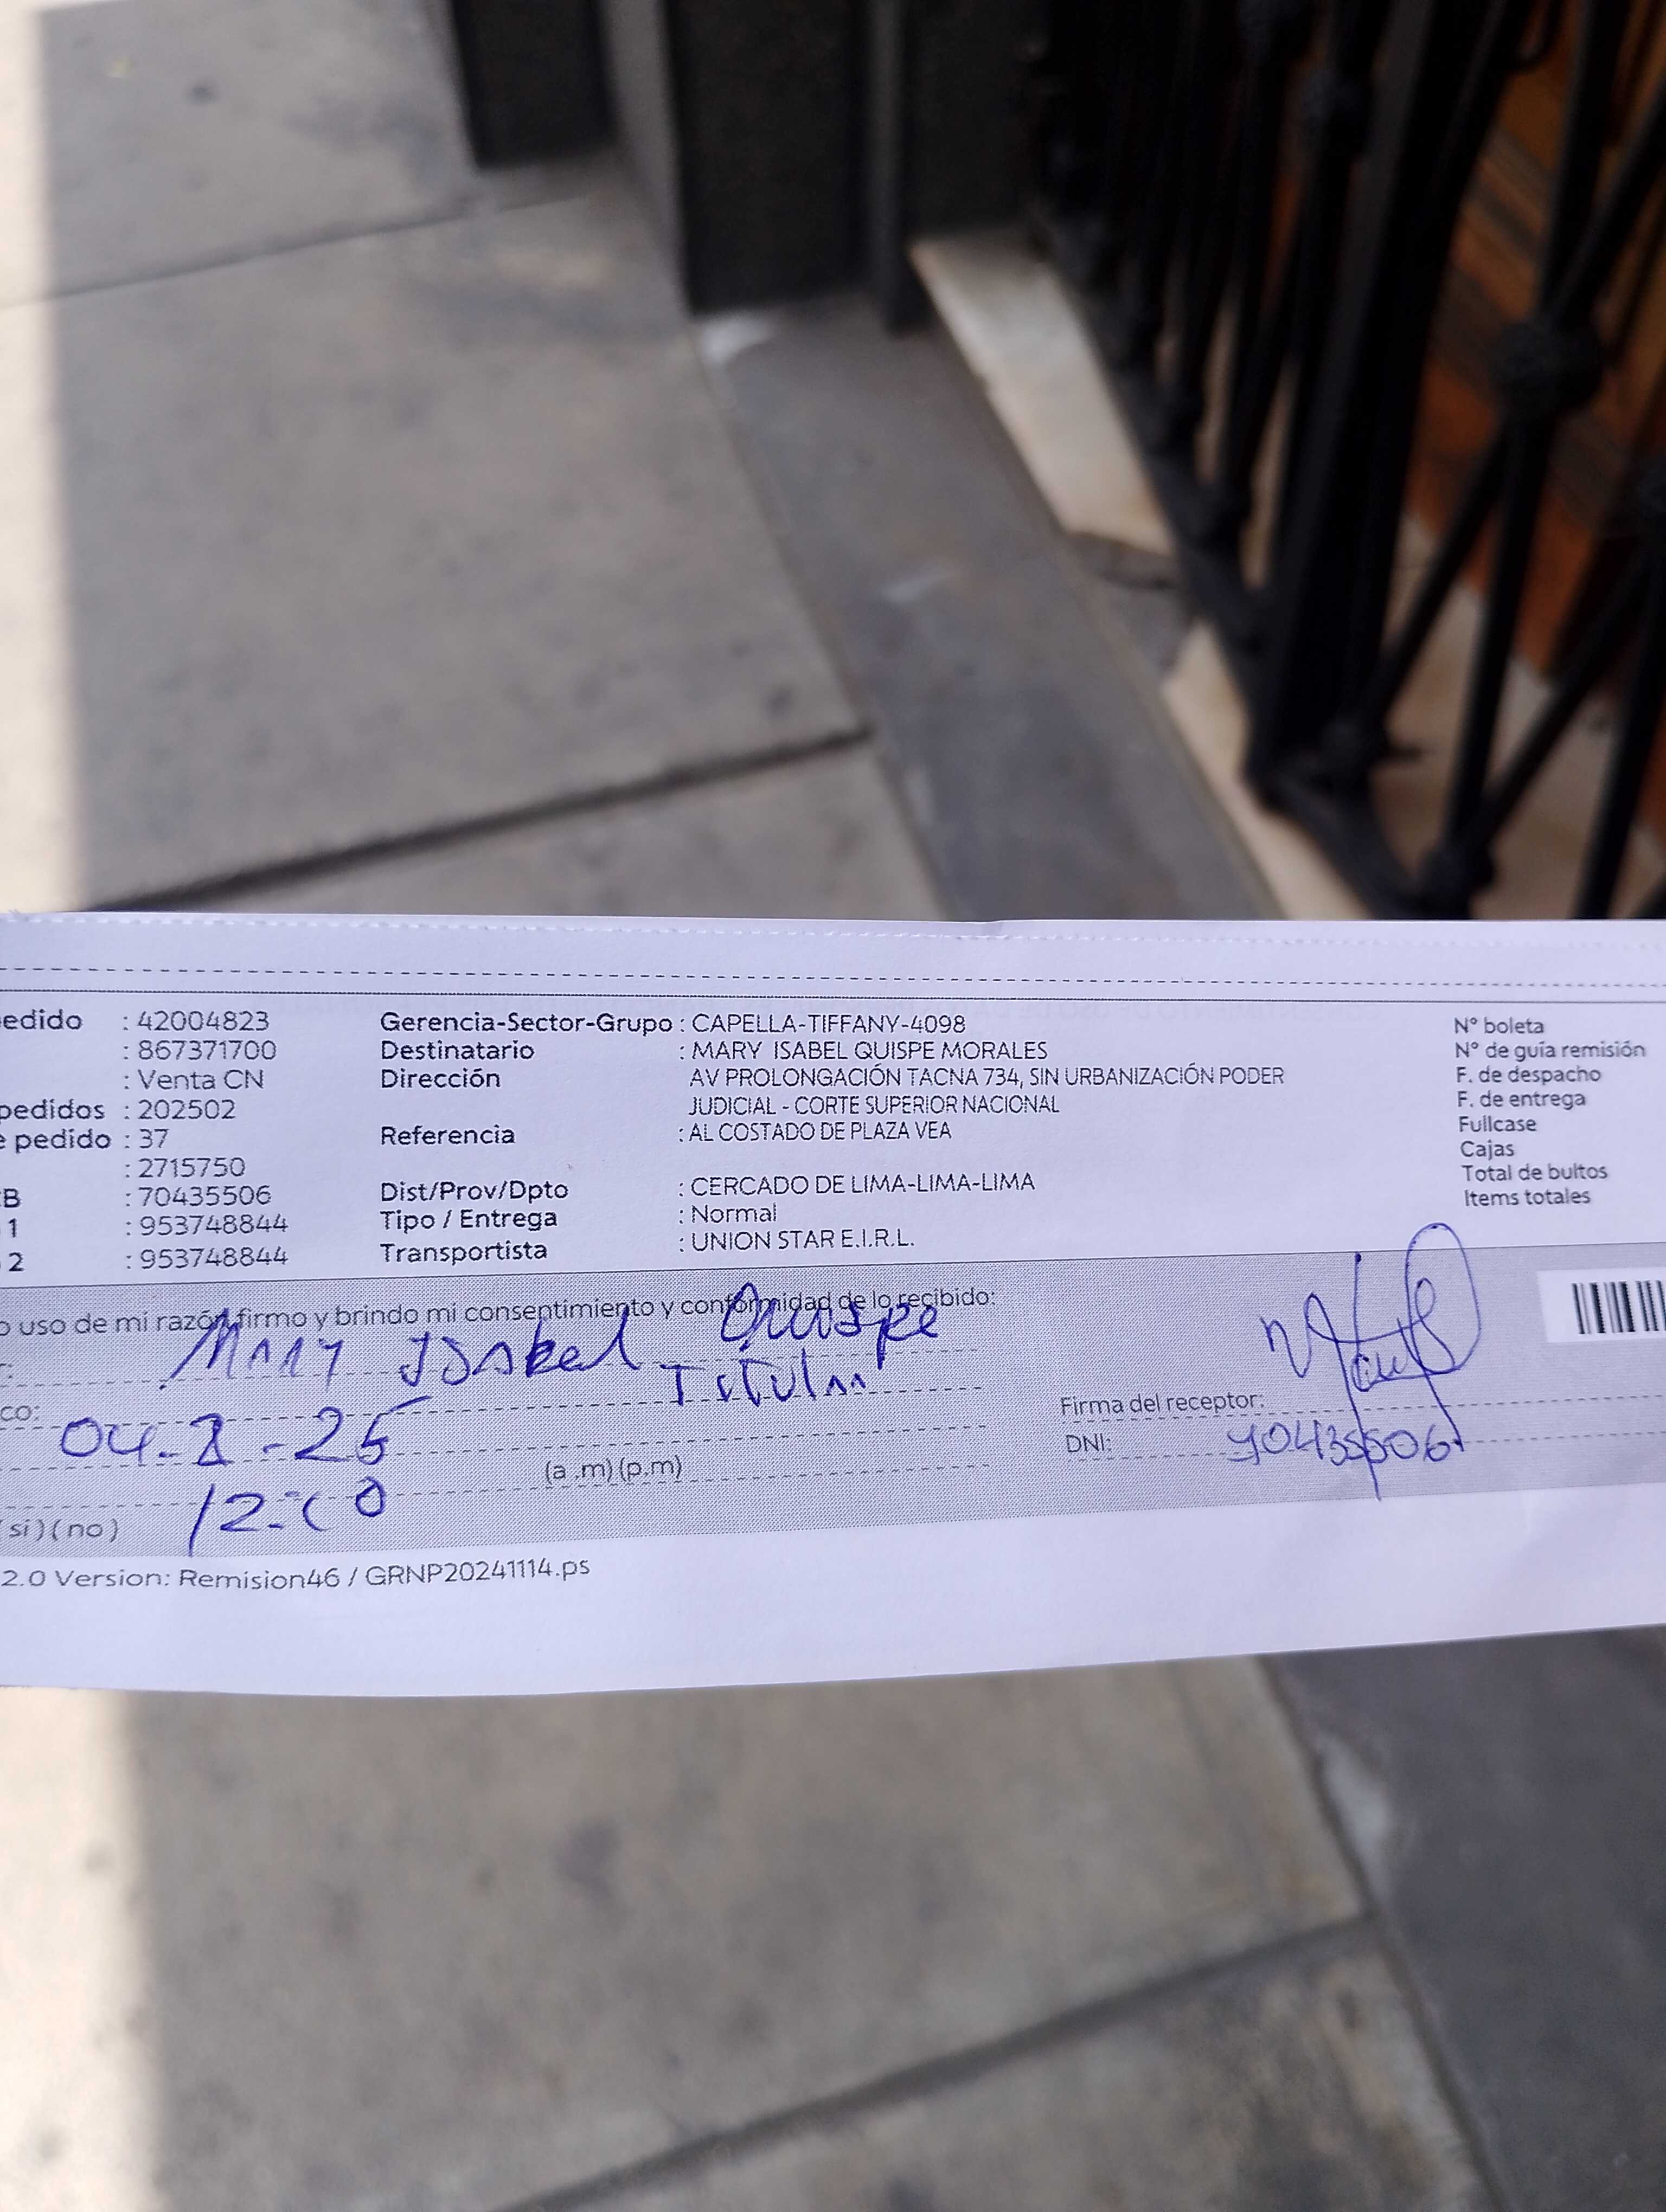 edido : 42004823 Gerencia-Sector-Grupo : CAPELLA-TIFFANY-4098 N° boleta
: 867371700 Destinatario : MARY ISABEL QUISPE MORALES N° de guía remisión
: Venta CN Dirección AV PROLONGACIÓN TACNA 734, SIN URBANIZACIÓN PODER F. de despacho
pedidos : 202502 JUDICIAL - CORTE SUPERIOR NACIONAL F. de entrega
e pedido : 37 Referencia : AL COSTADO DE PLAZA VEA Fullcase
: 2715750 Cajas
B : 70435506 Dist/Prov/Dpto : CERCADO DE LIMA-LIMA-LIMA Total de bultos
1 : 953748844 Tipo / Entrega : Normal Items totales
2 : 953748844 Transportista : UNION STAR E.I.R.L.
o uso de mi razón firmo y brindo mi consentimiento y conformidad de lo recibido:
Mary Isabel Quispe
Titular
co: 04-2-25 Firma del receptor:
(a .m) (p.m) DNI: 70435506
si) (no) 12:00
2.0 Version: Remision46 / GRNP20241114.ps